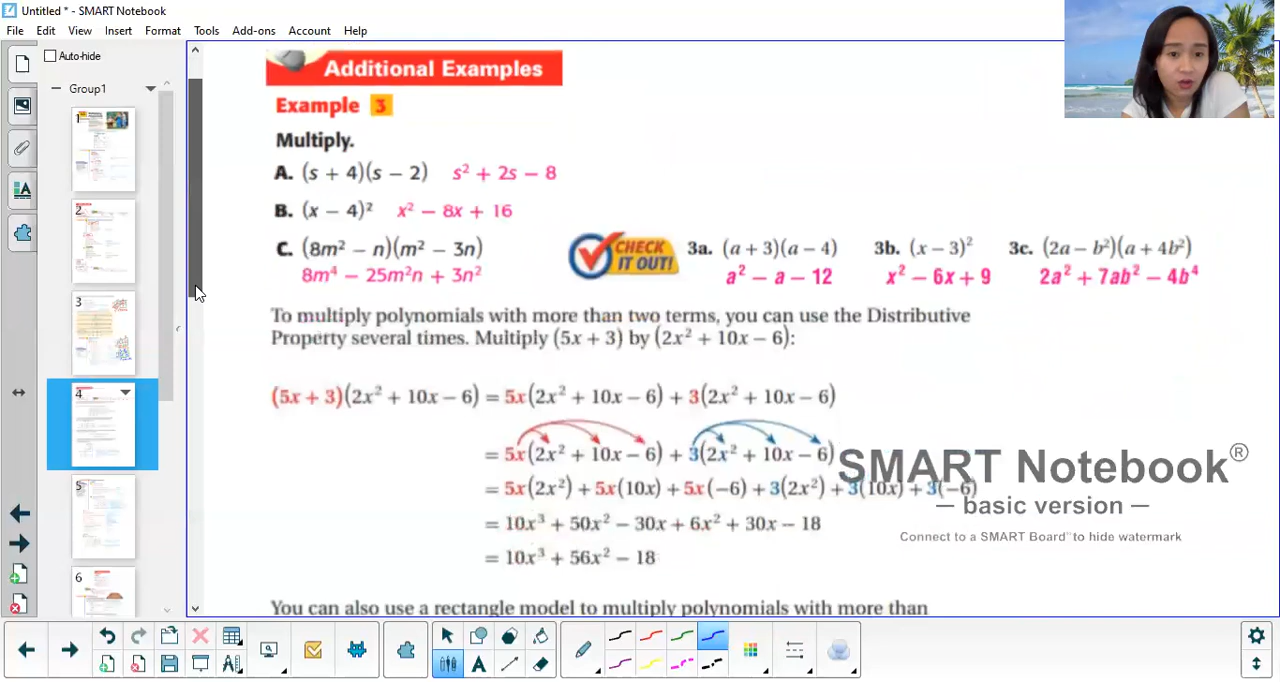 Untitled * - SMART Notebook
File Edit View Insert Format Tools Add-ons Account Help
Auto-hide
Group1
1
2
3
4
5
6
Additional Examples
Example 3
Multiply.
A. (s + 4)(s − 2) s² + 2s − 8
B. (x − 4)² x² − 8x + 16
C. (8m² − n)(m² − 3n)
8m⁴ − 25m²n + 3n²
CHECK IT OUT!
3a. (a + 3)(a − 4) 3b. (x − 3)² 3c. (2a − b²)(a + 4b²)
a² − a − 12 x² − 6x + 9 2a² + 7ab² − 4b⁴
To multiply polynomials with more than two terms, you can use the Distributive
Property several times. Multiply (5x + 3) by (2x² + 10x − 6):
(5x + 3)(2x² + 10x − 6) = 5x(2x² + 10x − 6) + 3(2x² + 10x − 6)
= 5x(2x² + 10x − 6) + 3(2x² + 10x − 6)
= 5x(2x²) + 5x(10x) + 5x(−6) + 3(2x²) + 3(10x) + 3(−6)
= 10x³ + 50x² − 30x + 6x² + 30x − 18
= 10x³ + 56x² − 18
You can also use a rectangle model to multiply polynomials with more than
SMART Notebook®
— basic version —
Connect to a SMART Board™ to hide watermark